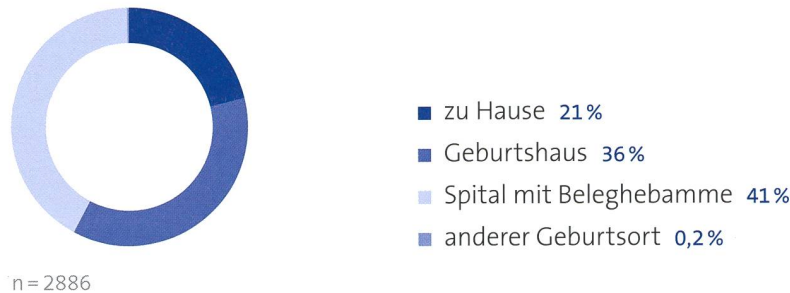 zu Hause 21%
Geburtshaus 36%
Spital mit Beleghebamme 41%
anderer Geburtsort 0,2%
n = 2886